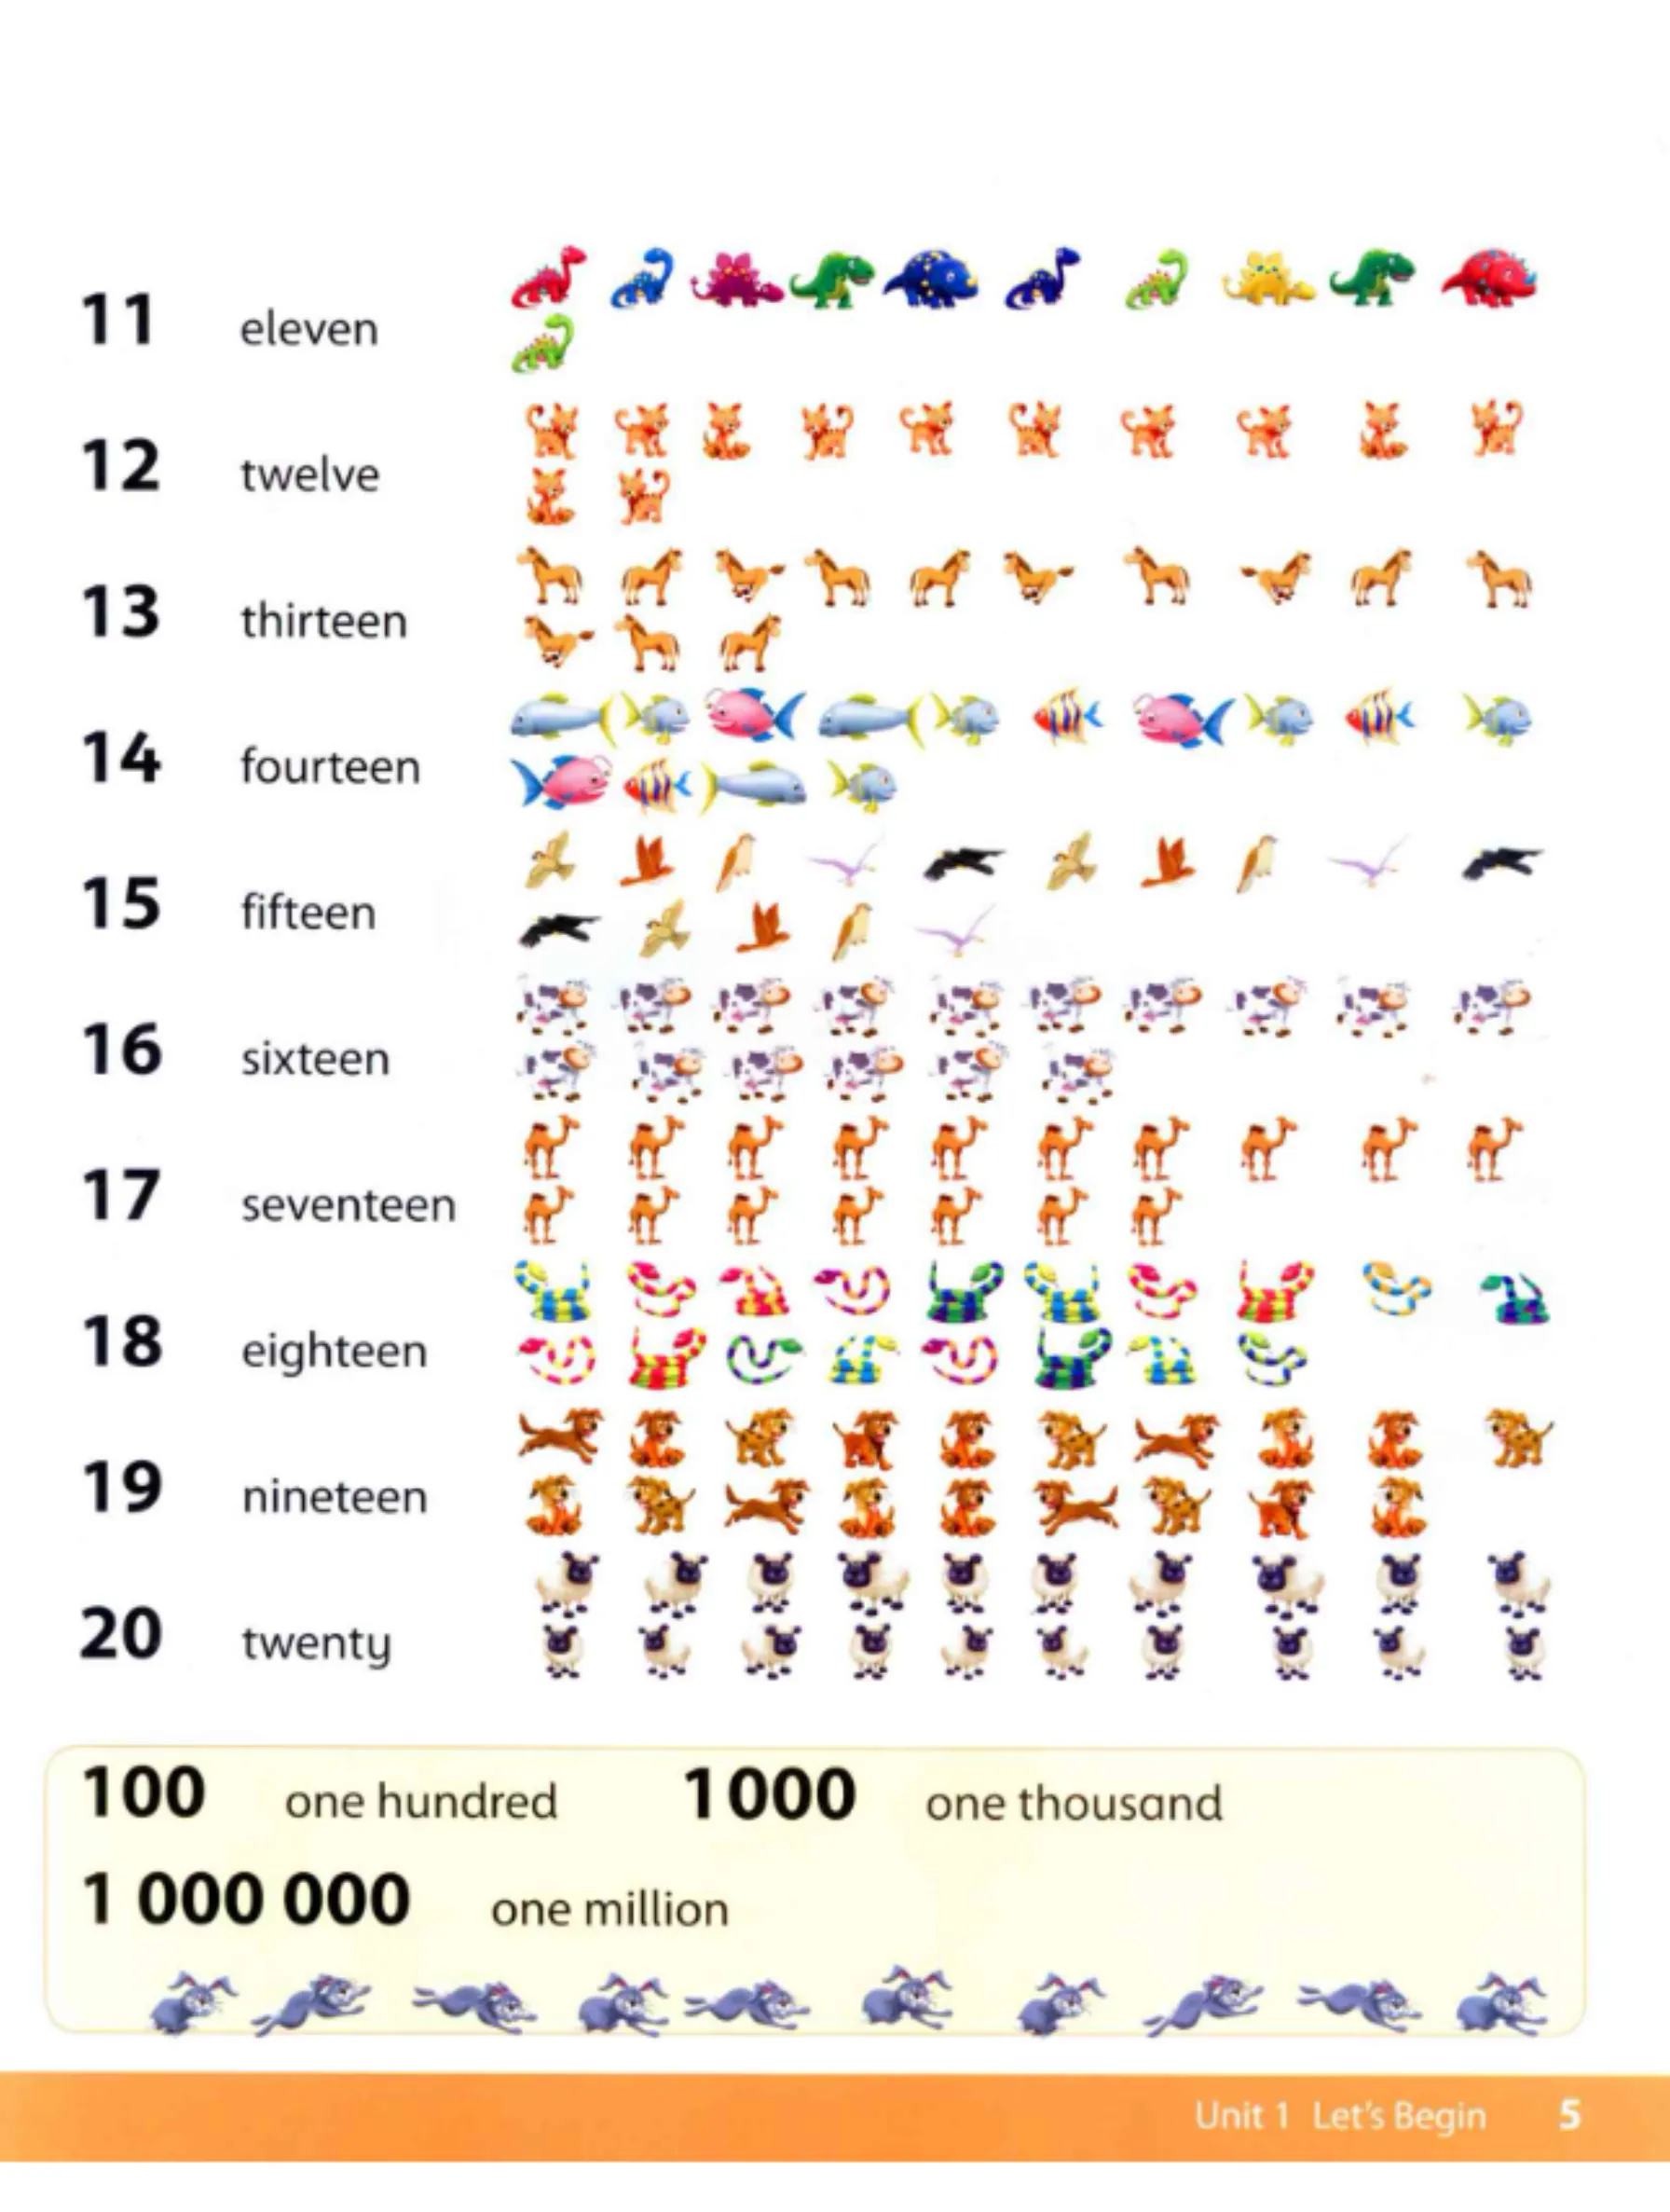 11 eleven
12 twelve
13 thirteen
14 fourteen
15 fifteen
16 sixteen
17 seventeen
18 eighteen
19 nineteen
20 twenty
100 one hundred 1000 one thousand
1 000 000 one million
Unit 1 Let's Begin 5